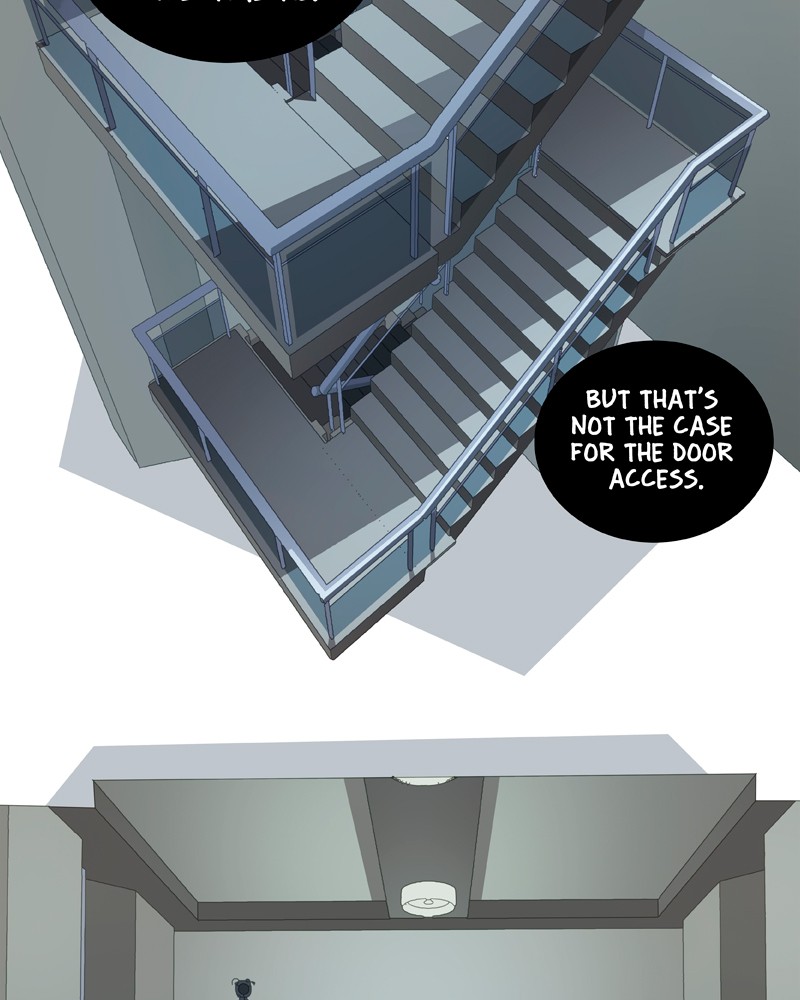 BUT THAT'S
NOT THE CASE
FOR THE DOOR
ACCESS.